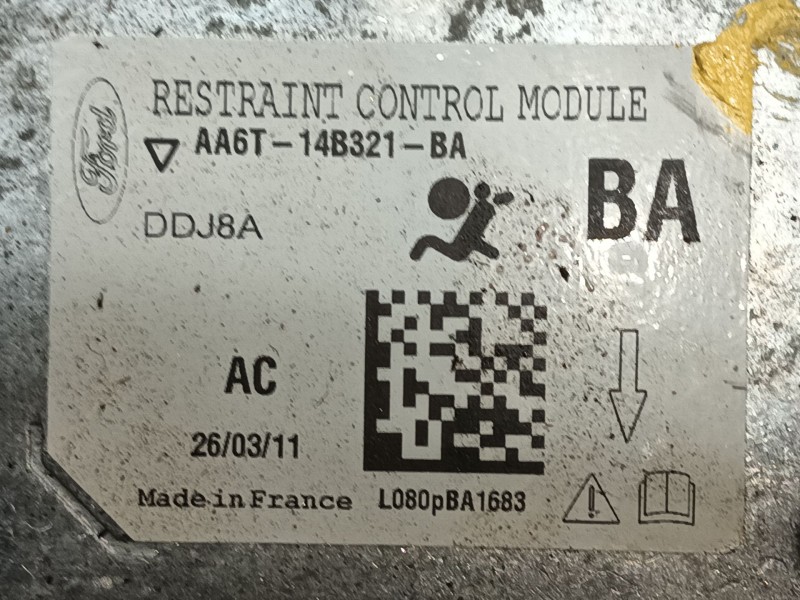 Ford
RESTRAINT CONTROL MODULE
AA6T-14B321-BA
BA
DDJ8A
AC
26/03/11
Made in France L080pBA1683